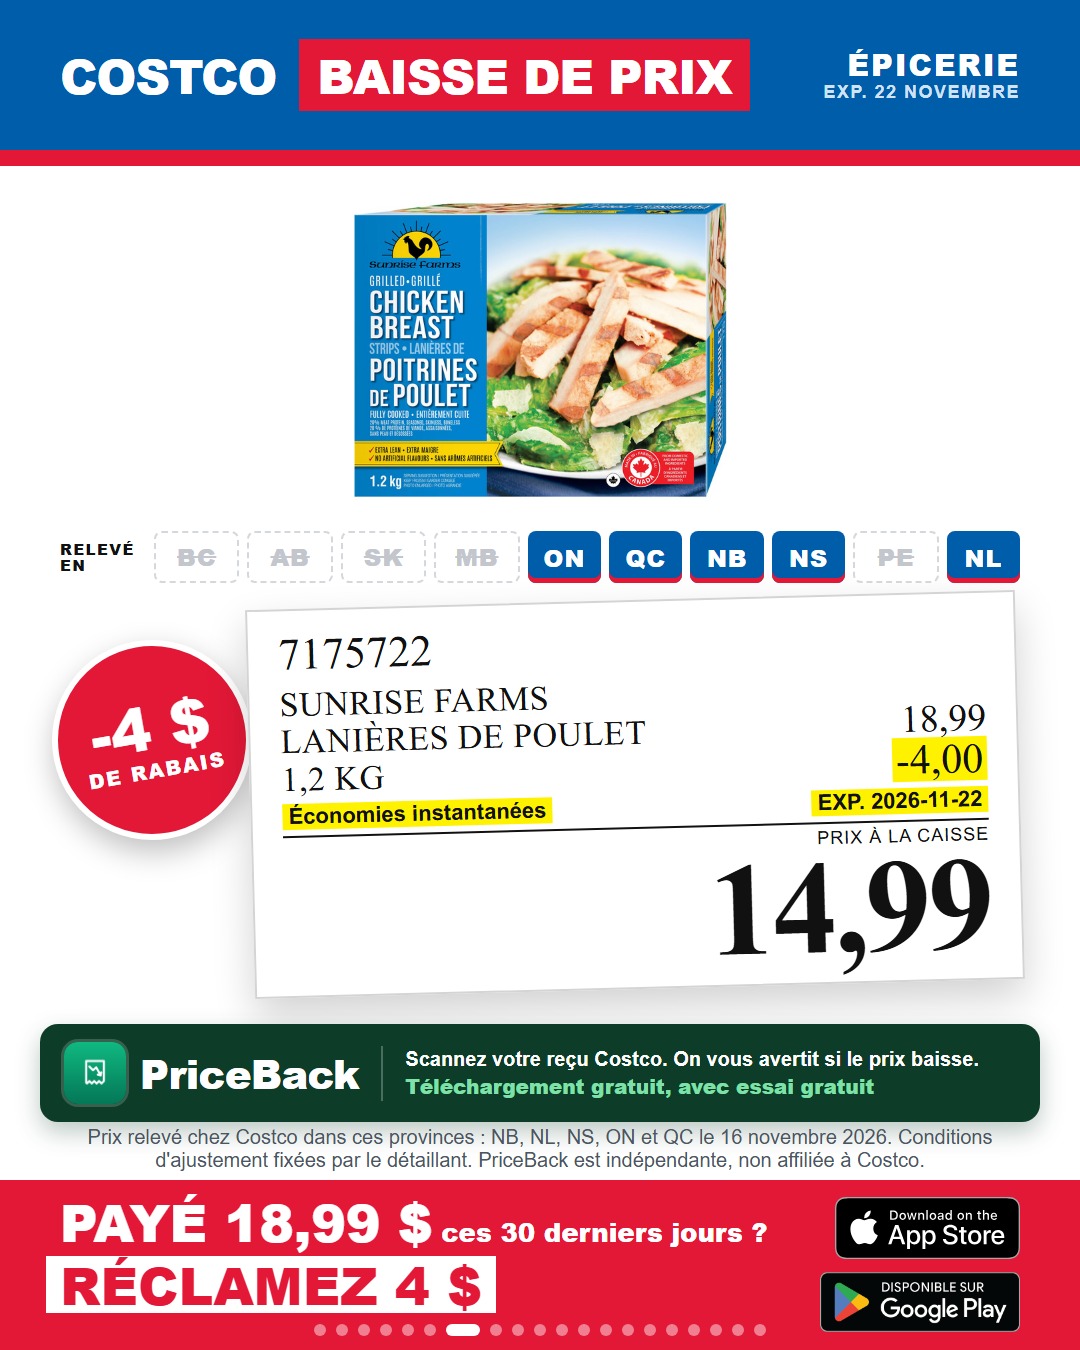 COSTCO BAISSE DE PRIX
ÉPICERIE
EXP. 22 NOVEMBRE
Sunrise Farms
GRILLED • GRILLÉ
CHICKEN
BREAST
STRIPS • LANIÈRES DE
POITRINES
DE POULET
FULLY COOKED • ENTIÈREMENT CUITE
✓ EXTRA LEAN • EXTRA MAIGRE
✓ NO ARTIFICIAL FLAVOURS • SANS ARÔMES ARTIFICIELS
1.2 kg
CANADA
RELEVÉ
EN
BC AB SK MB ON QC NB NS PE NL
-4 $
DE RABAIS
7175722
SUNRISE FARMS
LANIÈRES DE POULET
1,2 KG
Économies instantanées
18,99
-4,00
EXP. 2026-11-22
PRIX À LA CAISSE
14,99
PriceBack
Scannez votre reçu Costco. On vous avertit si le prix baisse.
Téléchargement gratuit, avec essai gratuit
Prix relevé chez Costco dans ces provinces : NB, NL, NS, ON et QC le 16 novembre 2026. Conditions
d'ajustement fixées par le détaillant. PriceBack est indépendante, non affiliée à Costco.
PAYÉ 18,99 $ ces 30 derniers jours ?
RÉCLAMEZ 4 $
Download on the
App Store
DISPONIBLE SUR
Google Play